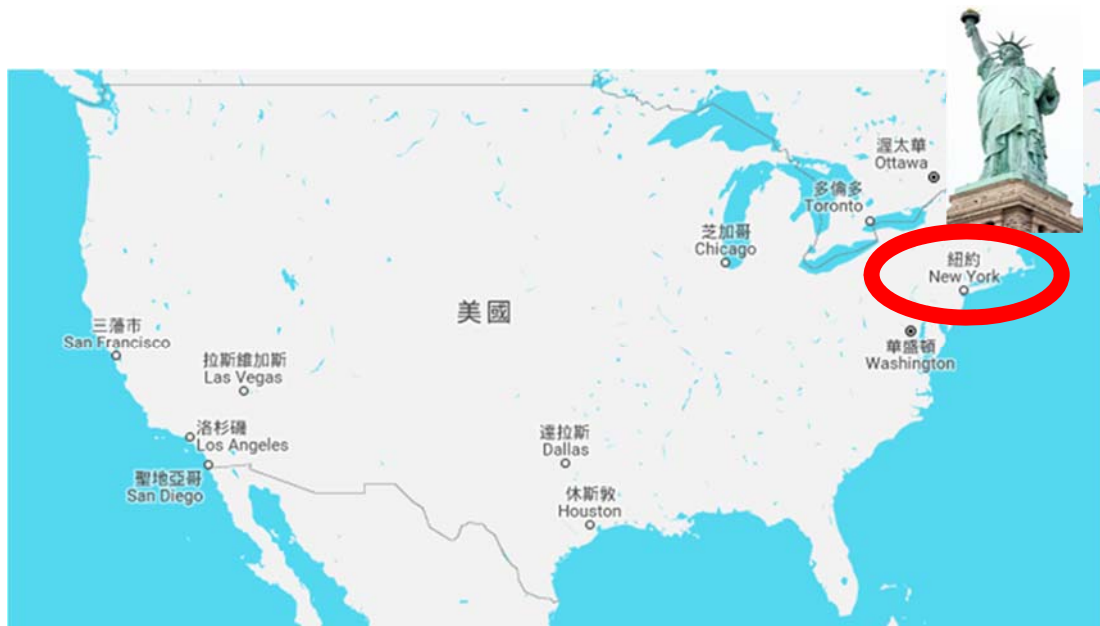 渥太華
Ottawa
多倫多
Toronto
芝加哥
Chicago
紐約
New York
美國
三藩市
San Francisco
華盛頓
Washington
拉斯維加斯
Las Vegas
洛杉磯
Los Angeles
達拉斯
Dallas
聖地亞哥
San Diego
休斯敦
Houston